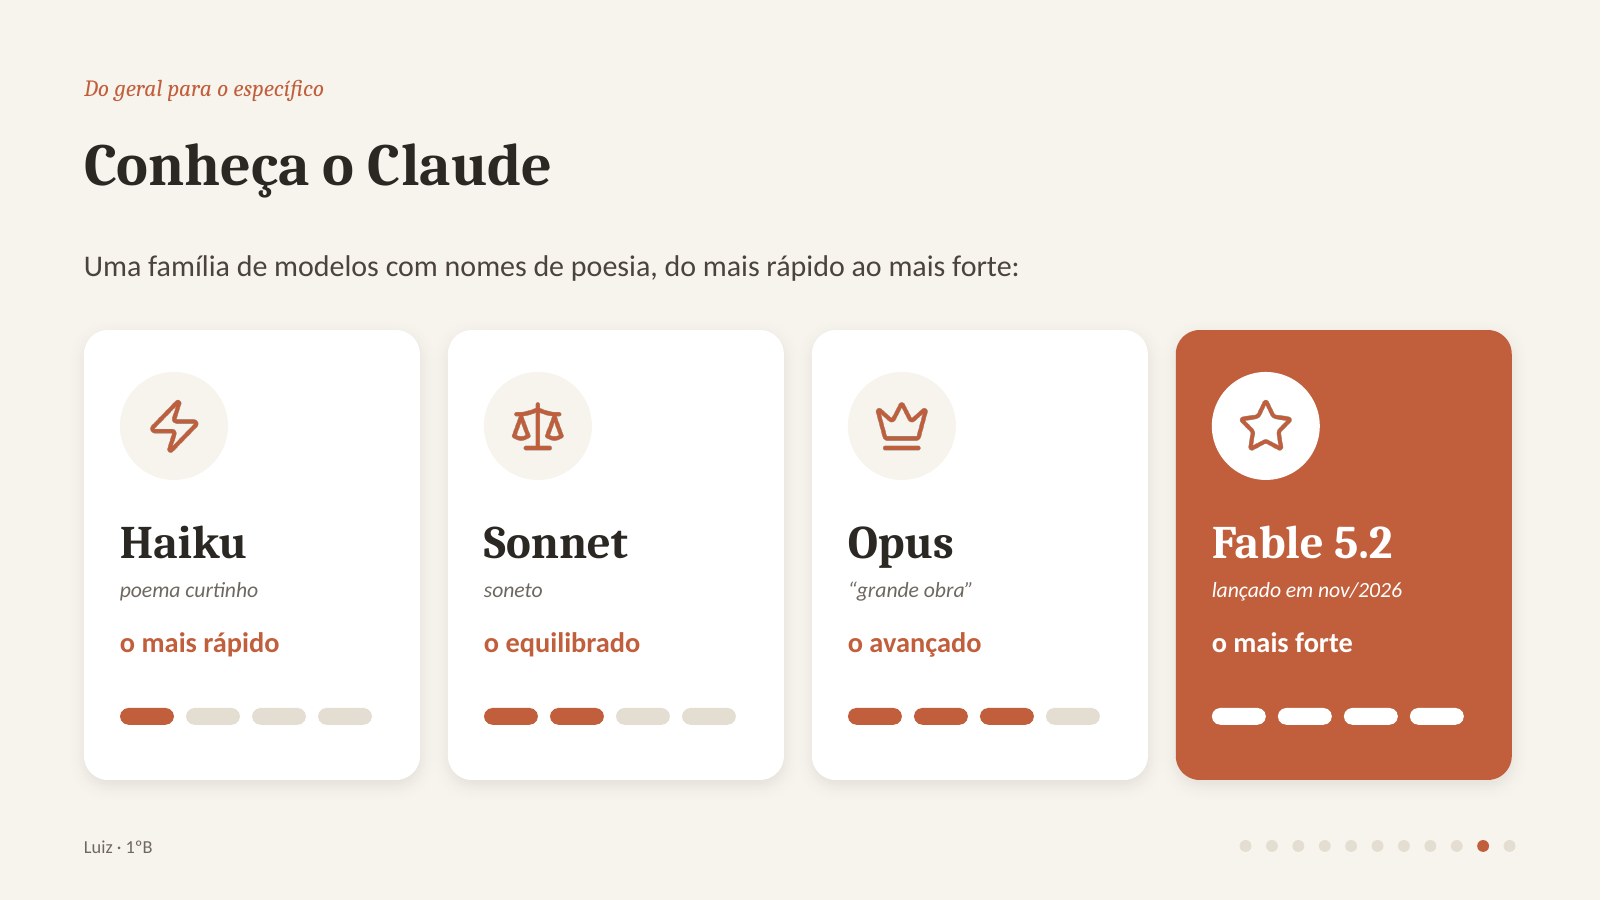 Do geral para o específico
Conheça o Claude
Uma família de modelos com nomes de poesia, do mais rápido ao mais forte:
Haiku
poema curtinho
o mais rápido
Sonnet
soneto
o equilibrado
Opus
“grande obra”
o avançado
Fable 5.2
lançado em nov/2026
o mais forte
Luiz · 1ºB